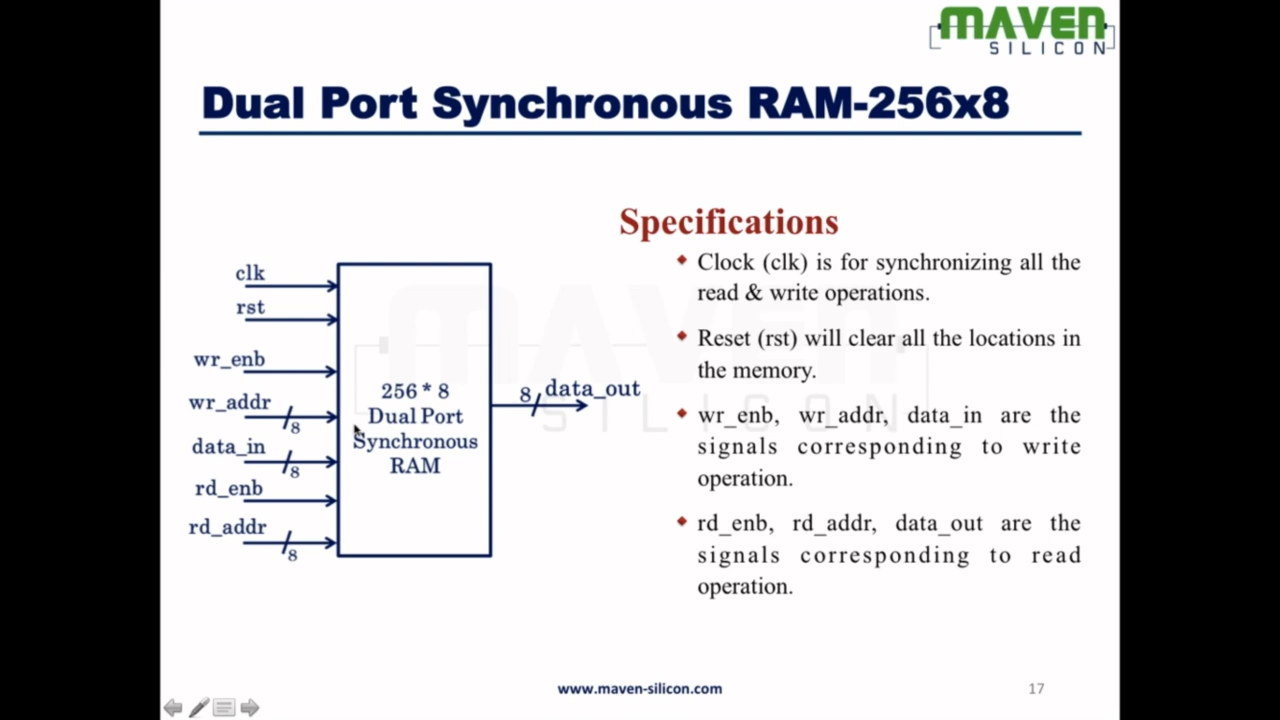 MAVEN
SILICON
Dual Port Synchronous RAM-256x8
Specifications
Clock (clk) is for synchronizing all the
read & write operations.
Reset (rst) will clear all the locations in
the memory.
wr_enb, wr_addr, data_in are the
signals corresponding to write
operation.
rd_enb, rd_addr, data_out are the
signals corresponding to read
operation.
clk
rst
wr_enb
wr_addr
8
data_in
8
rd_enb
rd_addr
8
256 * 8
Dual Port
Synchronous
RAM
8
data_out
MAVEN
SILICON
www.maven-silicon.com
17